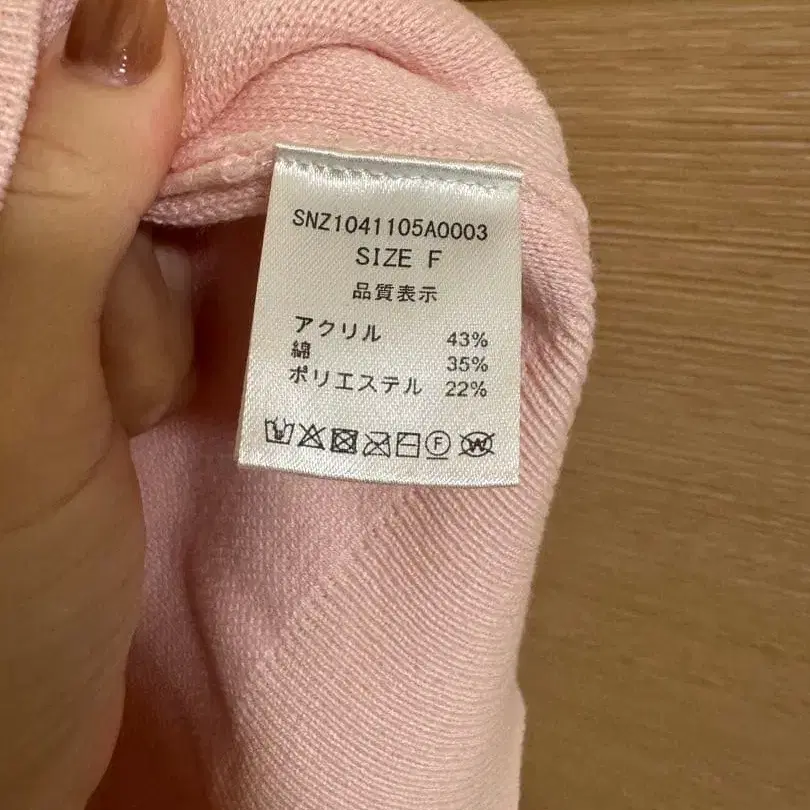 SNZ1041105A0003
SIZE F
品質表示
アクリル 43%
綿 35%
ポリエステル 22%
F W